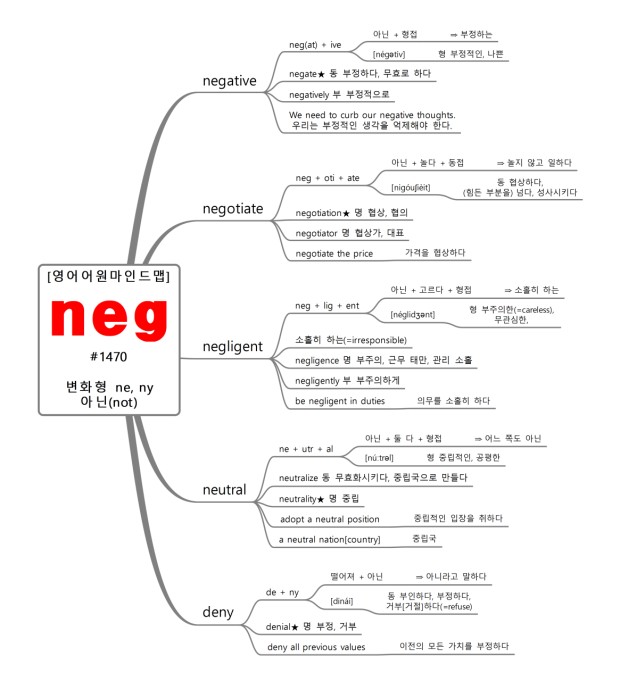 [영어어원마인드맵]
neg
#1470
변화형 ne, ny
아닌(not)
negative
neg(at) + ive
아닌 + 형접 ⇒ 부정하는
[négətiv] 형 부정적인, 나쁜
negate★ 동 부정하다, 무효로 하다
negatively 부 부정적으로
We need to curb our negative thoughts.
우리는 부정적인 생각을 억제해야 한다.
negotiate
neg + oti + ate
아닌 + 놀다 + 동접 ⇒ 놀지 않고 일하다
[nigóuʃièit] 동 협상하다,
(힘든 부분을) 넘다, 성사시키다
negotiation★ 명 협상, 협의
negotiator 명 협상가, 대표
negotiate the price 가격을 협상하다
negligent
neg + lig + ent
아닌 + 고르다 + 형접 ⇒ 소홀히 하는
[néglidʒənt] 형 부주의한(=careless),
무관심한,
소홀히 하는(=irresponsible)
negligence 명 부주의, 근무 태만, 관리 소홀
negligently 부 부주의하게
be negligent in duties 의무를 소홀히 하다
neutral
ne + utr + al
아닌 + 둘 다 + 형접 ⇒ 어느 쪽도 아닌
[nú:trəl] 형 중립적인, 공평한
neutralize 동 무효화시키다, 중립국으로 만들다
neutrality★ 명 중립
adopt a neutral position 중립적인 입장을 취하다
a neutral nation[country] 중립국
deny
de + ny
떨어져 + 아닌 ⇒ 아니라고 말하다
[dinái] 동 부인하다, 부정하다,
거부[거절]하다(=refuse)
denial★ 명 부정, 거부
deny all previous values 이전의 모든 가치를 부정하다